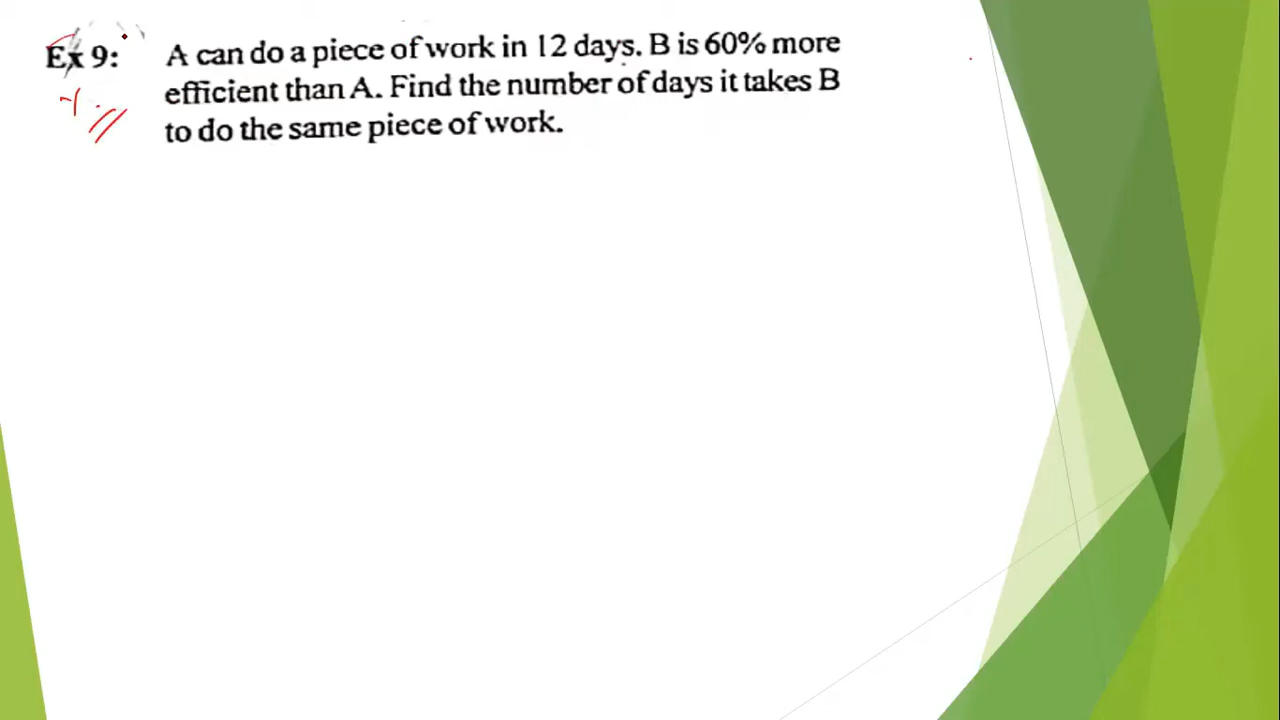 Ex 9: A can do a piece of work in 12 days. B is 60% more
efficient than A. Find the number of days it takes B
to do the same piece of work.